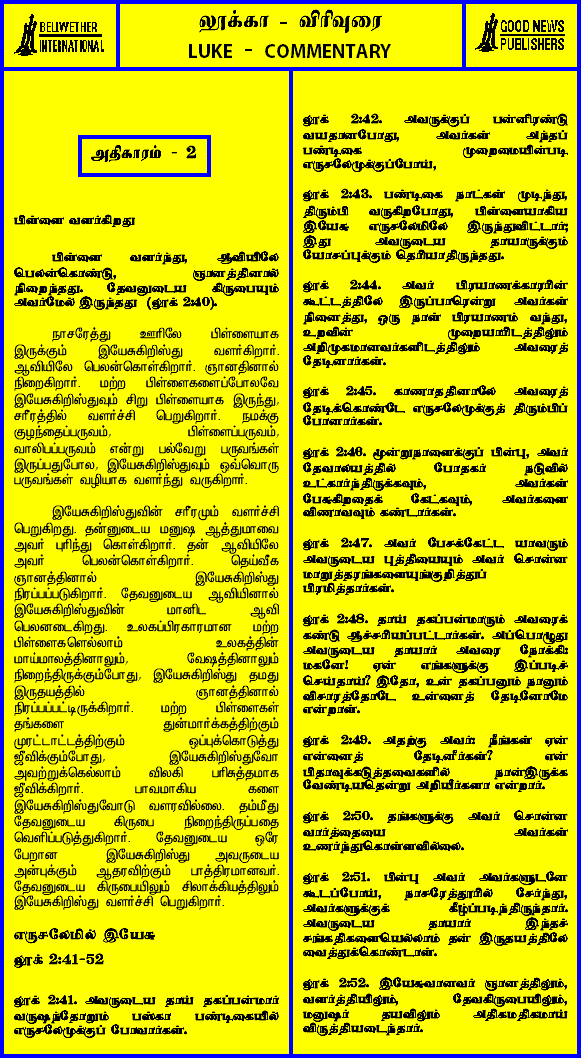 BELLWETHER
INTERNATIONAL
லூக்கா - விரிவுரை
LUKE - COMMENTARY
GOOD NEWS
PUBLISHERS
அதிகாரம் - 2
பிள்ளை வளர்கிறது
பிள்ளை வளர்ந்து, ஆவியிலே
பெலன்கொண்டு, ஞானத்தினால்
நிறைந்தது. தேவனுடைய கிருபையும்
அவர்மேல் இருந்தது (லூக் 2:40).
நாசரேத்து ஊரிலே பிள்ளையாக
இருக்கும் இயேசுகிறிஸ்து வளர்கிறார்.
ஆவியிலே பெலன்கொள்கிறார். ஞானதினால்
நிறைகிறார். மற்ற பிள்ளைகளைப்போலவே
இயேசுகிறிஸ்துவும் சிறு பிள்ளையாக இருந்து,
சரீரத்தில் வளர்ச்சி பெறுகிறார். நமக்கு
குழந்தைப்பருவம், பிள்ளைப்பருவம்,
வாலிபப்பருவம் என்று பல்வேறு பருவங்கள்
இருப்பதுபோல, இயேசுகிறிஸ்துவும் ஒவ்வொரு
பருவங்கள் வழியாக வளர்ந்து வருகிறார்.
இயேசுகிறிஸ்துவின் சரீரமும் வளர்ச்சி
பெறுகிறது. தன்னுடைய மனுஷ ஆத்துமாவை
அவர் புரிந்து கொள்கிறார். தன் ஆவியிலே
அவர் பெலன்கொள்கிறார். தெய்வீக
ஞானத்தினால் இயேசுகிறிஸ்து
நிரப்பப்படுகிறார். தேவனுடைய ஆவியினால்
இயேசுகிறிஸ்துவின் மானிட ஆவி
பெலனடைகிறது. உலகப்பிரகாரமான மற்ற
பிள்ளைகளெல்லாம் உலகத்தின்
மாய்மாலத்தினாலும், வேஷத்தினாலும்
நிறைந்திருக்கும்போது, இயேசுகிறிஸ்து தமது
இருதயத்தில் ஞானத்தினால்
நிரப்பப்பட்டிருக்கிறார். மற்ற பிள்ளைகள்
தங்களை துன்மார்க்கத்திற்கும்
முரட்டாட்டத்திற்கும் ஒப்புக்கொடுத்து
ஜீவிக்கும்போது, இயேசுகிறிஸ்துவோ
அவற்றுக்கெல்லாம் விலகி பரிசுத்தமாக
ஜீவிக்கிறார். பாவமாகிய களை
இயேசுகிறிஸ்துவோடு வளரவில்லை. தம்மீது
தேவனுடைய கிருபை நிறைந்திருப்பதை
வெளிப்படுத்துகிறார். தேவனுடைய ஒரே
பேறான இயேசுகிறிஸ்து அவருடைய
அன்புக்கும் ஆதரவிற்கும் பாத்திரமானவர்.
தேவனுடைய கிருபையிலும் சிலாக்கியத்திலும்
இயேசுகிறிஸ்து வளர்ச்சி பெறுகிறார்.
எருசலேமில் இயேசு
லூக் 2:41-52
லூக் 2:41. அவருடைய தாய் தகப்பன்மார்
வருஷந்தோறும் பஸ்கா பண்டிகையில்
எருசலேமுக்குப் போவார்கள்.
லூக் 2:42. அவருக்குப் பன்னிரண்டு
வயதானபோது, அவர்கள் அந்தப்
பண்டிகை முறைமையின்படி
எருசலேமுக்குப்போய்,
லூக் 2:43. பண்டிகை நாட்கள் முடிந்து,
திரும்பி வருகிறபோது, பிள்ளையாகிய
இயேசு எருசலேமிலே இருந்துவிட்டார்;
இது அவருடைய தாயாருக்கும்
யோசப்புக்கும் தெரியாதிருந்தது.
லூக் 2:44. அவர் பிரயாணக்காரரின்
கூட்டத்திலே இருப்பாரென்று அவர்கள்
நினைத்து, ஒரு நாள் பிரயாணம் வந்து,
உறவின் முறையாரிடத்திலும்
அறிமுகமானவர்களிடத்திலும் அவரைத்
தேடினார்கள்.
லூக் 2:45. காணாததினாலே அவரைத்
தேடிக்கொண்டே எருசலேமுக்குத் திரும்பிப்
போனார்கள்.
லூக் 2:46. மூன்றுநாளைக்குப் பின்பு, அவர்
தேவாலயத்தில் போதகர் நடுவில்
உட்கார்ந்திருக்கவும், அவர்கள்
பேசுகிறதைக் கேட்கவும், அவர்களை
வினாவவும் கண்டார்கள்.
லூக் 2:47. அவர் பேசக்கேட்ட யாவரும்
அவருடைய புத்தியையும் அவர் சொன்ன
மாறுத்தரங்களையுங்குறித்துப்
பிரமித்தார்கள்.
லூக் 2:48. தாய் தகப்பன்மாரும் அவரைக்
கண்டு ஆச்சரியப்பட்டார்கள். அப்பொழுது
அவருடைய தாயார் அவரை நோக்கி:
மகனே! ஏன் எங்களுக்கு இப்படிச்
செய்தாய்? இதோ, உன் தகப்பனும் நானும்
விசாரத்தோடே உன்னைத் தேடினோமே
என்றாள்.
லூக் 2:49. அதற்கு அவர்: நீங்கள் ஏன்
என்னைத் தேடினீர்கள்? என்
பிதாவுக்கடுத்தவைகளில் நான்இருக்க
வேண்டியதென்று அறியீர்களா என்றார்.
லூக் 2:50. தங்களுக்கு அவர் சொன்ன
வார்த்தையை அவர்கள்
உணர்ந்துகொள்ளவில்லை.
லூக் 2:51. பின்பு அவர் அவர்களுடனே
கூடப்போய், நாசரேத்தூரில் சேர்ந்து,
அவர்களுக்குக் கீழ்ப்படிந்திருந்தார்.
அவருடைய தாயார் இந்தச்
சங்கதிகளையெல்லாம் தன் இருதயத்திலே
வைத்துக்கொண்டாள்.
லூக் 2:52. இயேசுவானவர் ஞானத்திலும்,
வளர்த்தியிலும், தேவகிருபையிலும்,
மனுஷர் தயவிலும் அதிகமதிகமாய்
விருத்தியடைந்தார்.